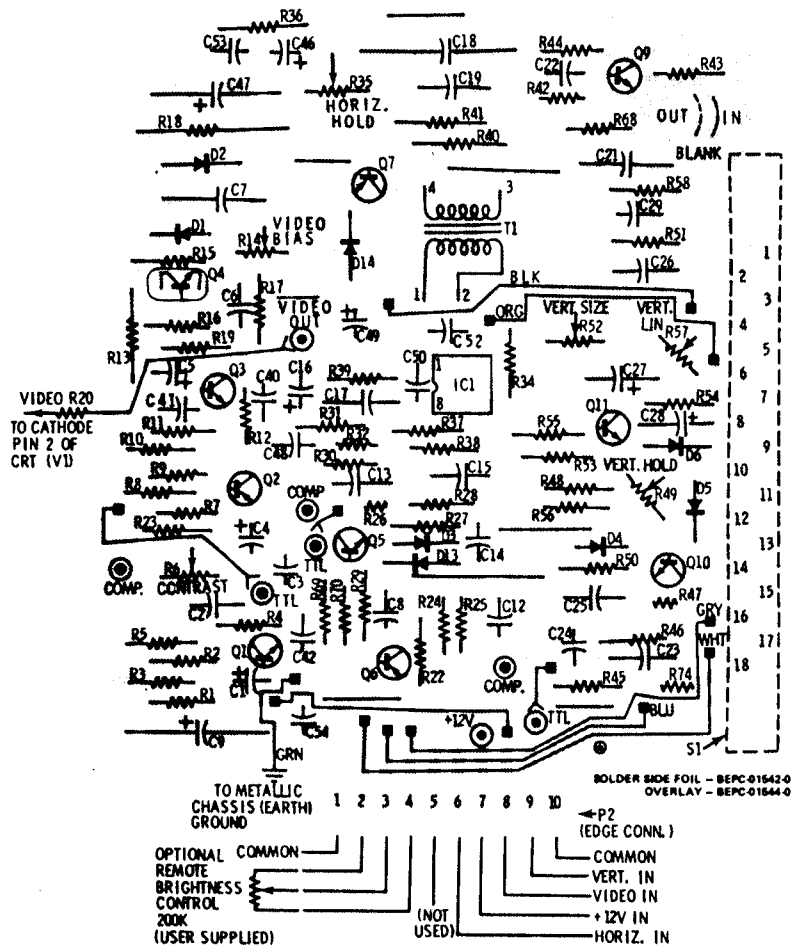 R36
C53
C46
+
C18
R44
Q9
C22
R43
C47
+
R35
HORIZ.
HOLD
C19
R42
R18
R41
R40
R68
OUT
IN
BLANK
D2
Q7
C21
R58
C7
4
3
C29
D1
R14
VIDEO
BIAS
D14
T1
R51
R15
Q4
C26
1
2
BLK
ORG
C6
+
R17
VIDEO
OUT
+
C49
VERT. SIZE
R52
VERT.
LIN
R57
R16
R19
R13
C52
R34
C5
+
Q3
C40
C16
+
R39
C50
1
8
IC1
C27
+
R54
VIDEO R20
TO CATHODE
PIN 2 OF
CRT (V1)
C41
C17
R11
R12
R31
R37
R55
Q11
C28
+
R10
C48
R32
R38
D6
R9
R30
C13
C15
R53
VERT. HOLD
R49
D5
R8
Q2
COMP
R48
R7
R26
R28
R56
R23
+
C4
TTL
Q5
R27
D3
D13
C14
D4
R50
Q10
COMP.
R6
CONTRAST
C3
TTL
R69
R70
R29
C2
C8
R24
R25
C12
C25
R47
GRY
R4
R5
R2
Q1
C42
C24
R46
WHT
C23
R3
C1
Q6
R22
COMP.
R45
R74
R1
+
C9
C54
+12V
TTL
BLU
GRN
S1
1
2
3
4
5
6
7
8
9
10
11
12
13
14
15
16
17
18
SOLDER SIDE FOIL – BEPC-01542-0
OVERLAY – BEPC-01544-0
TO METALLIC
CHASSIS (EARTH)
GROUND
1 2 3 4 5 6 7 8 9 10
P2
(EDGE CONN.)
OPTIONAL
REMOTE
BRIGHTNESS
CONTROL
200K
(USER SUPPLIED)
COMMON
(NOT
USED)
COMMON
VERT. IN
VIDEO IN
+12V IN
HORIZ. IN